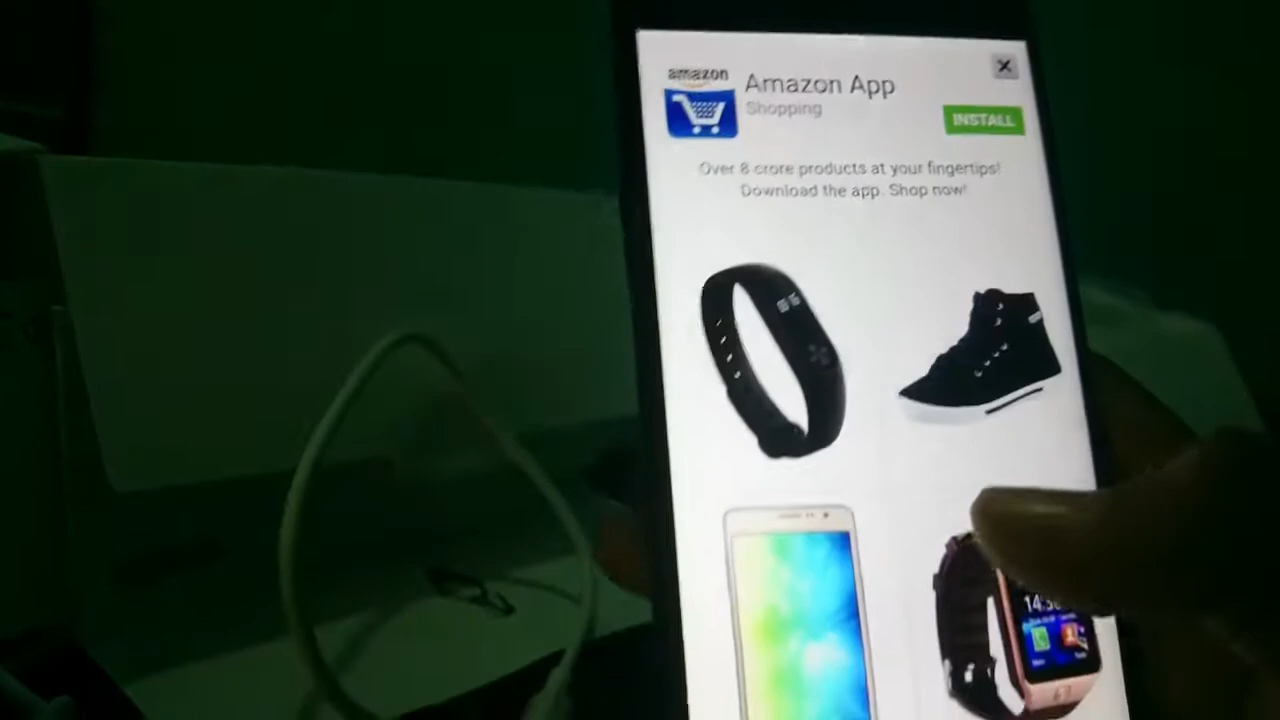 amazon
Amazon App
Shopping
INSTALL
Over 8 crore products at your fingertips!
Download the app. Shop now!